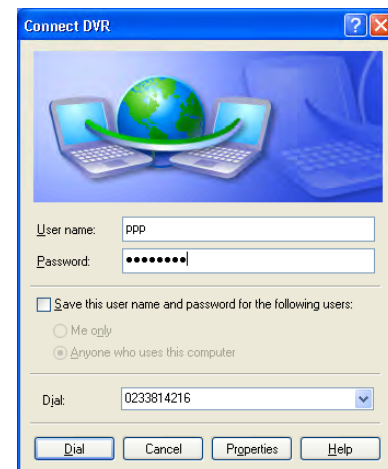 Connect DVR
User name: ppp
Password: ••••••••
Save this user name and password for the following users:
Me only
Anyone who uses this computer
Dial: 0233814216
Dial Cancel Properties Help